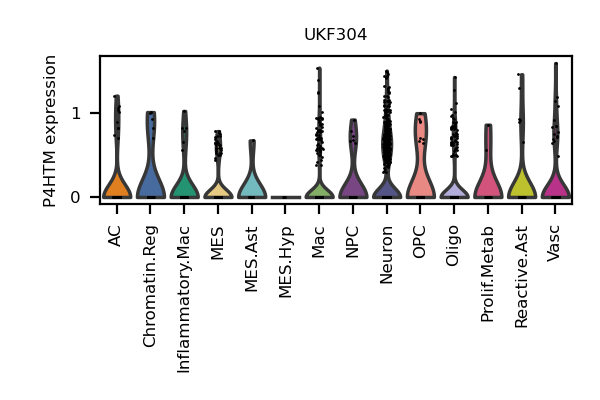 UKF304
P4HTM expression
1
0
AC
Chromatin.Reg
Inflammatory.Mac
MES
MES.Ast
MES.Hyp
Mac
NPC
Neuron
OPC
Oligo
Prolif.Metab
Reactive.Ast
Vasc